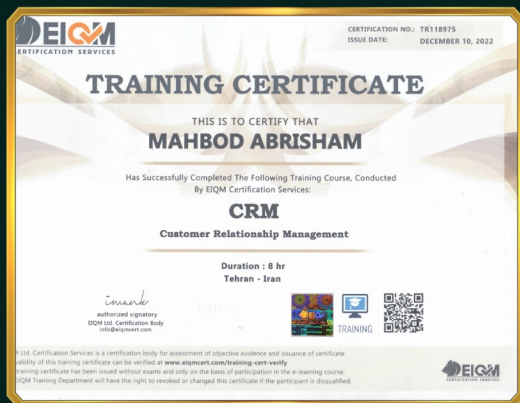 DEIQM
ERTIFICATION SERVICES
CERTIFICATION NO.: TR118975
ISSUE DATE: DECEMBER 10, 2022
TRAINING CERTIFICATE
THIS IS TO CERTIFY THAT
MAHBOD ABRISHAM
Has Successfully Completed The Following Training Course, Conducted
By EIQM Certification Services:
CRM
Customer Relationship Management
Duration : 8 hr
Tehran - Iran
authorized signatory
EIQM Ltd. Certification Body
info@eiqmcert.com
TRAINING
Ltd. Certification Services is a certification body for assessment of objective evidence and issuance of certificate.
validity of this training certificate can be verified at www.eiqmcert.com/training-cert-verify
training certificate has been issued without exams and only on the basis of participation in the e-learning course.
EIQM Training Department will have the right to revoked or changed this certificate if the participant is disqualified.
DEIQM
CERTIFICATION SERVICES